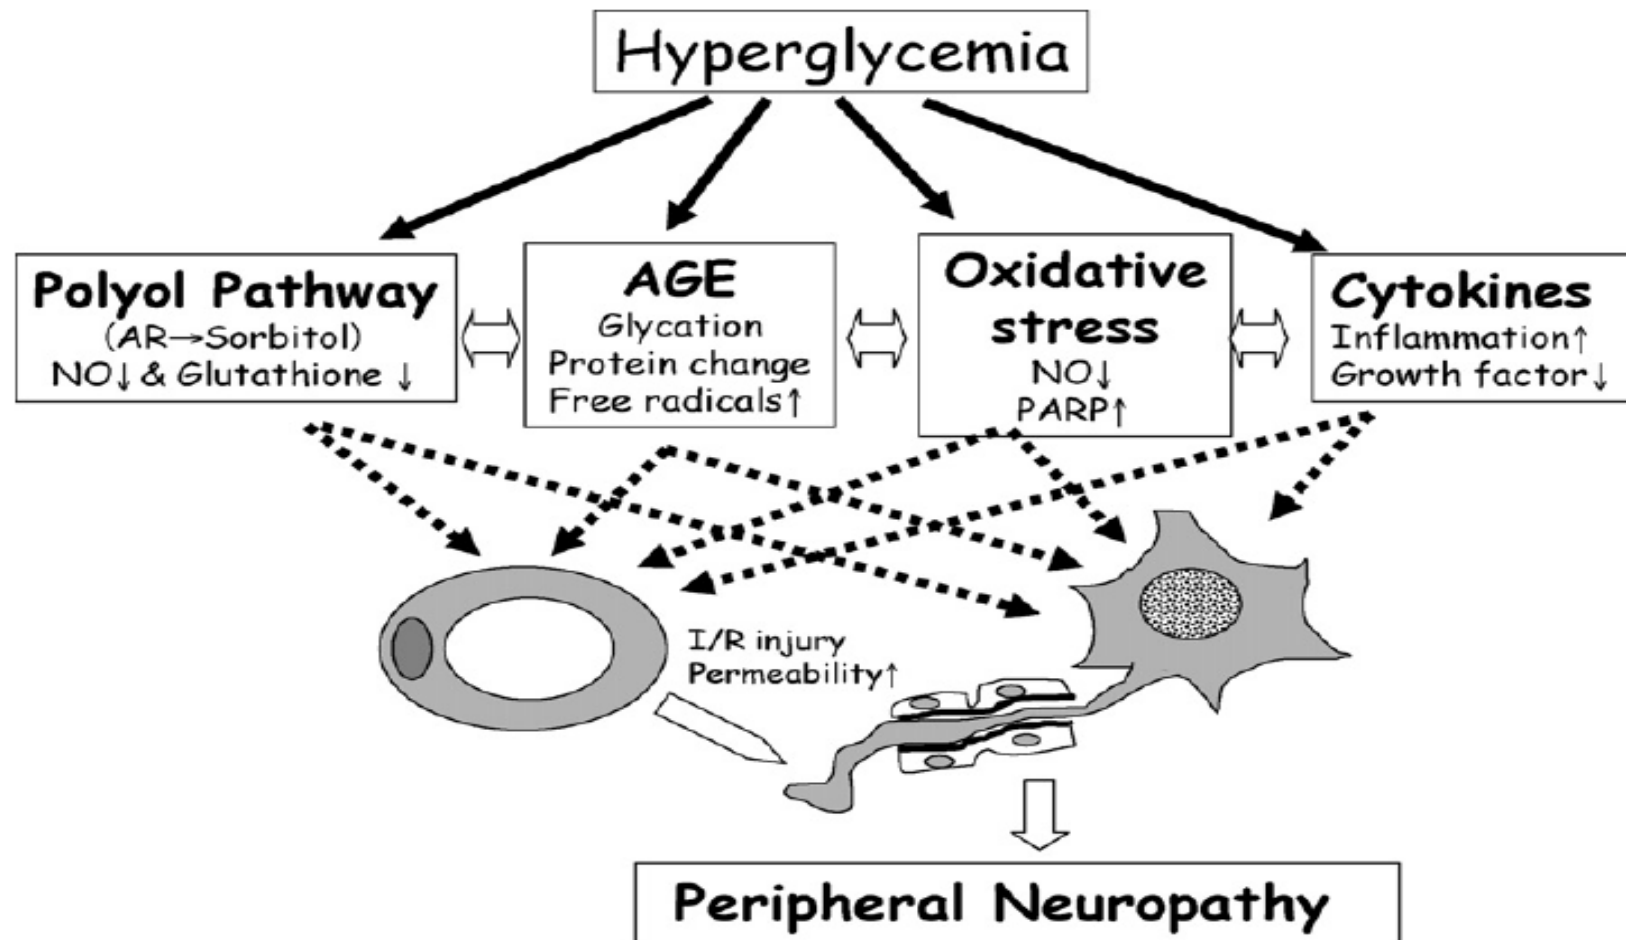 Hyperglycemia
Polyol Pathway
(AR→Sorbitol)
NO↓ & Glutathione ↓
AGE
Glycation
Protein change
Free radicals↑
Oxidative
stress
NO↓
PARP↑
Cytokines
Inflammation↑
Growth factor↓
I/R injury
Permeability↑
Peripheral Neuropathy